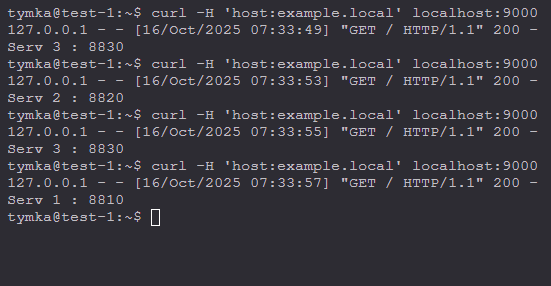 tymka@test-1:~$ curl -H 'host:example.local' localhost:9000
127.0.0.1 - - [16/Oct/2025 07:33:49] "GET / HTTP/1.1" 200 -
Serv 3 : 8830
tymka@test-1:~$ curl -H 'host:example.local' localhost:9000
127.0.0.1 - - [16/Oct/2025 07:33:53] "GET / HTTP/1.1" 200 -
Serv 2 : 8820
tymka@test-1:~$ curl -H 'host:example.local' localhost:9000
127.0.0.1 - - [16/Oct/2025 07:33:55] "GET / HTTP/1.1" 200 -
Serv 3 : 8830
tymka@test-1:~$ curl -H 'host:example.local' localhost:9000
127.0.0.1 - - [16/Oct/2025 07:33:57] "GET / HTTP/1.1" 200 -
Serv 1 : 8810
tymka@test-1:~$